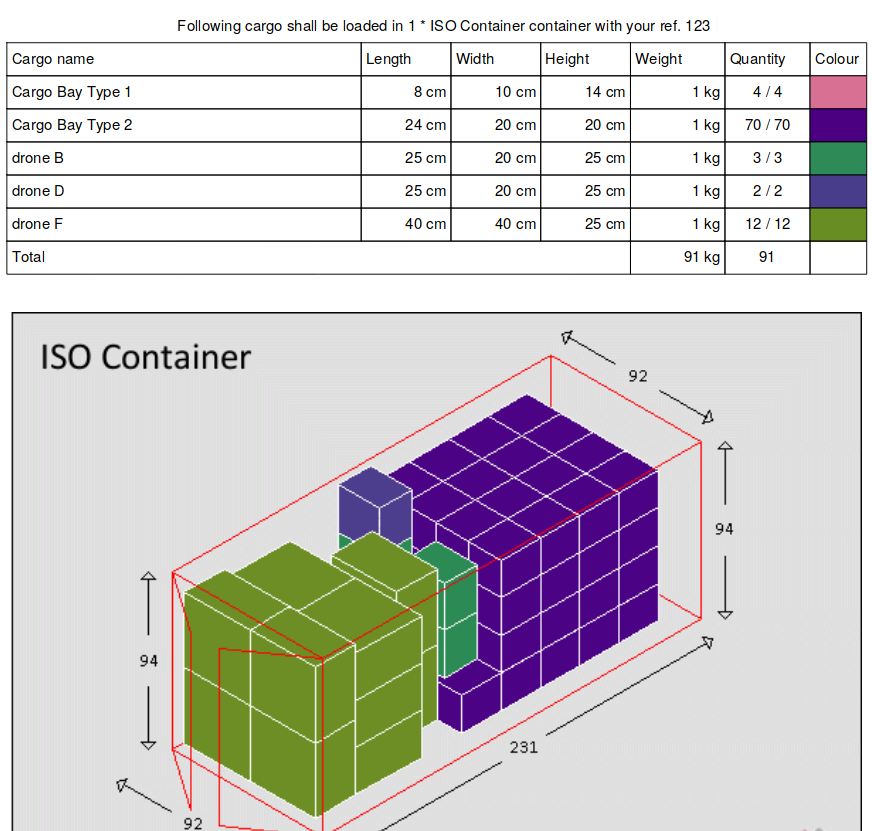 Following cargo shall be loaded in 1 * ISO Container container with your ref. 123
Cargo name Length Width Height Weight Quantity Colour
Cargo Bay Type 1 8 cm 10 cm 14 cm 1 kg 4 / 4
Cargo Bay Type 2 24 cm 20 cm 20 cm 1 kg 70 / 70
drone B 25 cm 20 cm 25 cm 1 kg 3 / 3
drone D 25 cm 20 cm 25 cm 1 kg 2 / 2
drone F 40 cm 40 cm 25 cm 1 kg 12 / 12
Total 91 kg 91
ISO Container
92
94
94
231
92